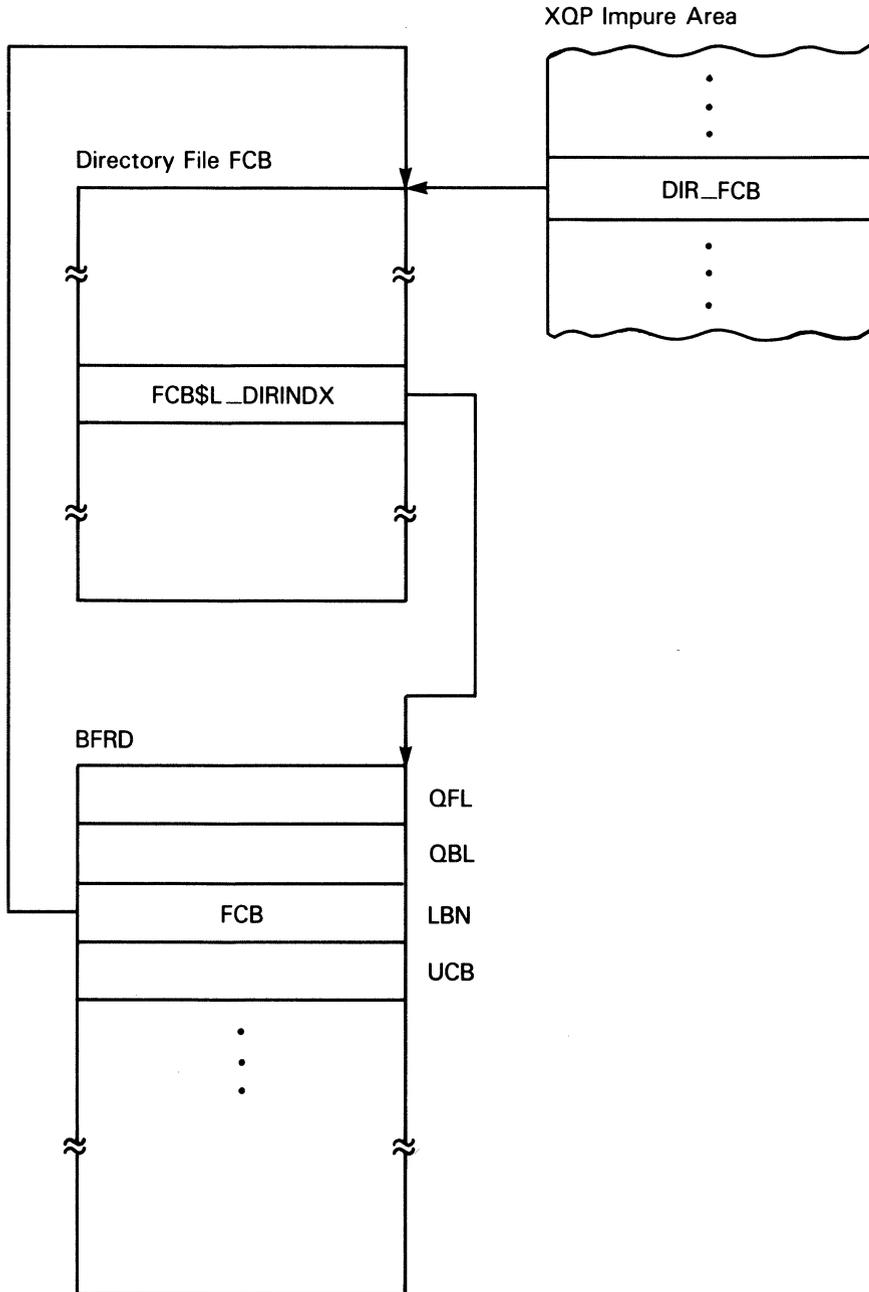 XQP Impure Area
Directory File FCB
DIR_FCB
FCB$L_DIRINDX
BFRD
QFL
QBL
FCB
LBN
UCB